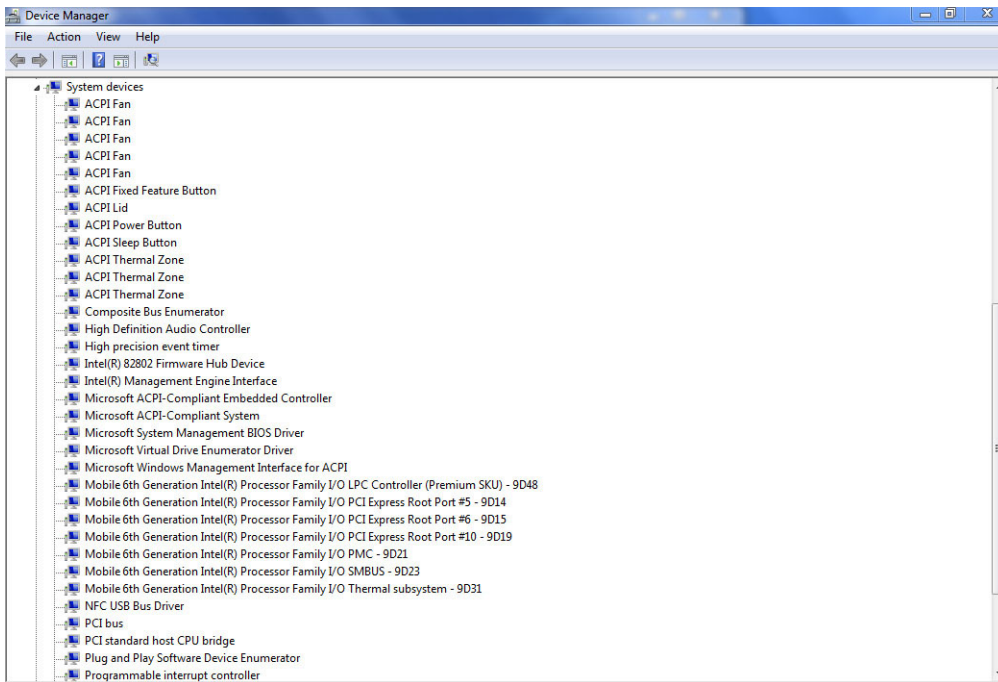 Device Manager
File Action View Help
System devices
ACPI Fan
ACPI Fan
ACPI Fan
ACPI Fan
ACPI Fan
ACPI Fixed Feature Button
ACPI Lid
ACPI Power Button
ACPI Sleep Button
ACPI Thermal Zone
ACPI Thermal Zone
ACPI Thermal Zone
Composite Bus Enumerator
High Definition Audio Controller
High precision event timer
Intel(R) 82802 Firmware Hub Device
Intel(R) Management Engine Interface
Microsoft ACPI-Compliant Embedded Controller
Microsoft ACPI-Compliant System
Microsoft System Management BIOS Driver
Microsoft Virtual Drive Enumerator Driver
Microsoft Windows Management Interface for ACPI
Mobile 6th Generation Intel(R) Processor Family I/O LPC Controller (Premium SKU) - 9D48
Mobile 6th Generation Intel(R) Processor Family I/O PCI Express Root Port #5 - 9D14
Mobile 6th Generation Intel(R) Processor Family I/O PCI Express Root Port #6 - 9D15
Mobile 6th Generation Intel(R) Processor Family I/O PCI Express Root Port #10 - 9D19
Mobile 6th Generation Intel(R) Processor Family I/O PMC - 9D21
Mobile 6th Generation Intel(R) Processor Family I/O SMBUS - 9D23
Mobile 6th Generation Intel(R) Processor Family I/O Thermal subsystem - 9D31
NFC USB Bus Driver
PCI bus
PCI standard host CPU bridge
Plug and Play Software Device Enumerator
Programmable interrupt controller